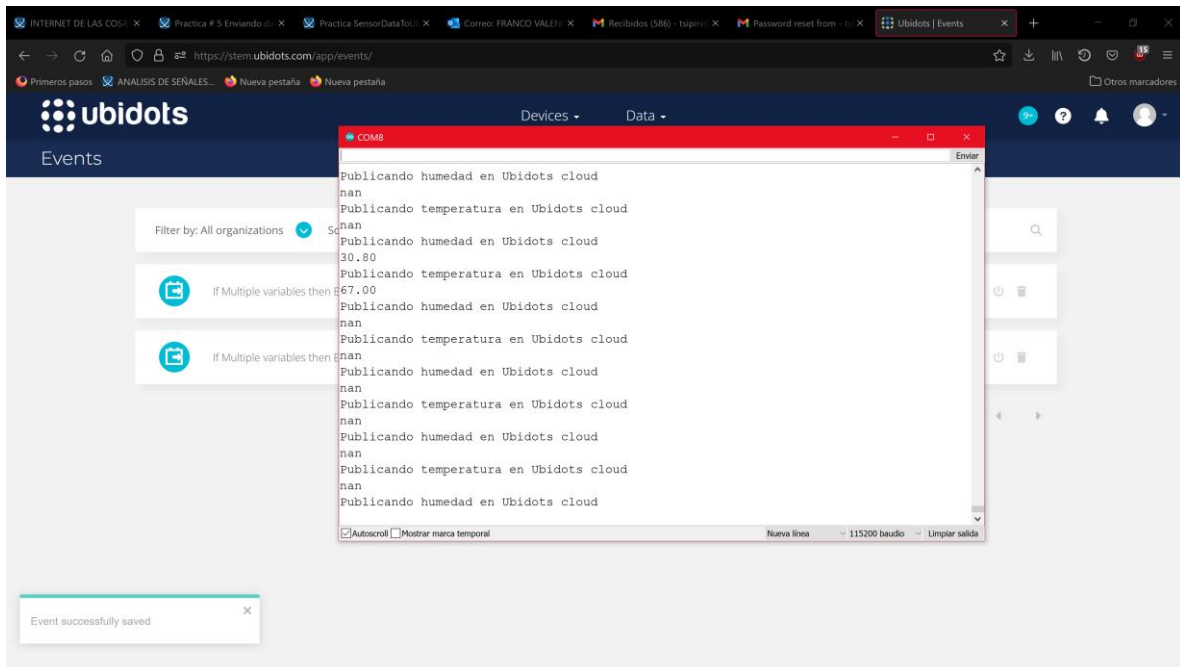 INTERNET DE LAS COSA
Practica # 5 Enviando da
Practica SensorDataToU
Correo: FRANCO VALEN
Recibidos (586) - tsipins
Password reset from - ts
Ubidots | Events
https://stem.ubidots.com/app/events/
15
Primeros pasos
ANALISIS DE SEÑALES...
Nueva pestaña
Nueva pestaña
Otros marcadores
ubidots
Devices
Data
9+
?
Events
COM8
Enviar
Filter by: All organizations
If Multiple variables then E
If Multiple variables then E
Publicando humedad en Ubidots cloud
nan
Publicando temperatura en Ubidots cloud
nan
Publicando humedad en Ubidots cloud
30.80
Publicando temperatura en Ubidots cloud
67.00
Publicando humedad en Ubidots cloud
nan
Publicando temperatura en Ubidots cloud
nan
Publicando humedad en Ubidots cloud
nan
Publicando temperatura en Ubidots cloud
nan
Publicando humedad en Ubidots cloud
nan
Publicando temperatura en Ubidots cloud
nan
Publicando humedad en Ubidots cloud
Autoscroll
Mostrar marca temporal
Nueva línea
115200 baudio
Limpiar salida
Event successfully saved